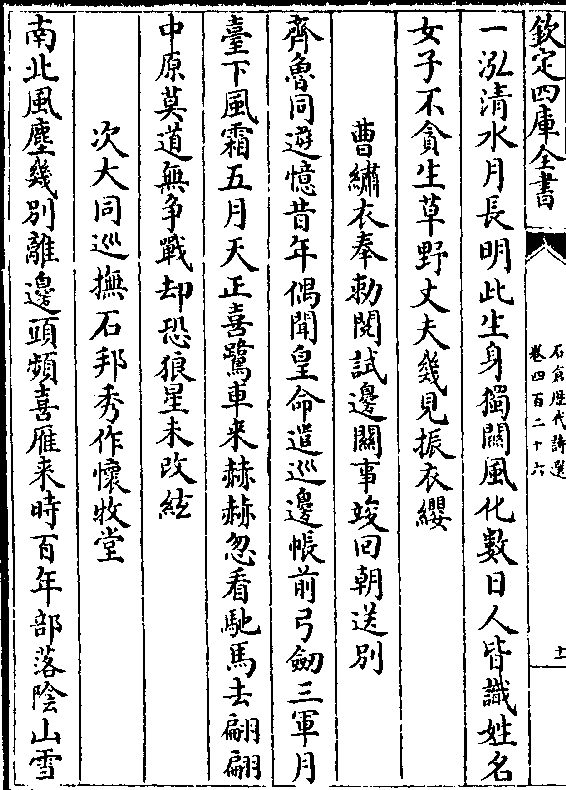 欽定四庫全書
石倉歴代詩選
卷四百二十六
十一
一泓清水月長明此生身獨關風化數日人皆識姓名
女子不貪生草野丈夫幾見振衣纓
曹繡衣奉勅閱試邊關事竣回朝送別
齊魯同遊憶昔年偶聞皇命遣巡邊帳前弓劒三軍月
臺下風霜五月天正喜鷺車来赫赫忽看馳馬去翩翩
中原莫道無争戰却恐狼星未改絃
次大同巡撫石邦秀作懷牧堂
南北風塵幾別離邊頭頻喜雁来時百年部落陰山雪